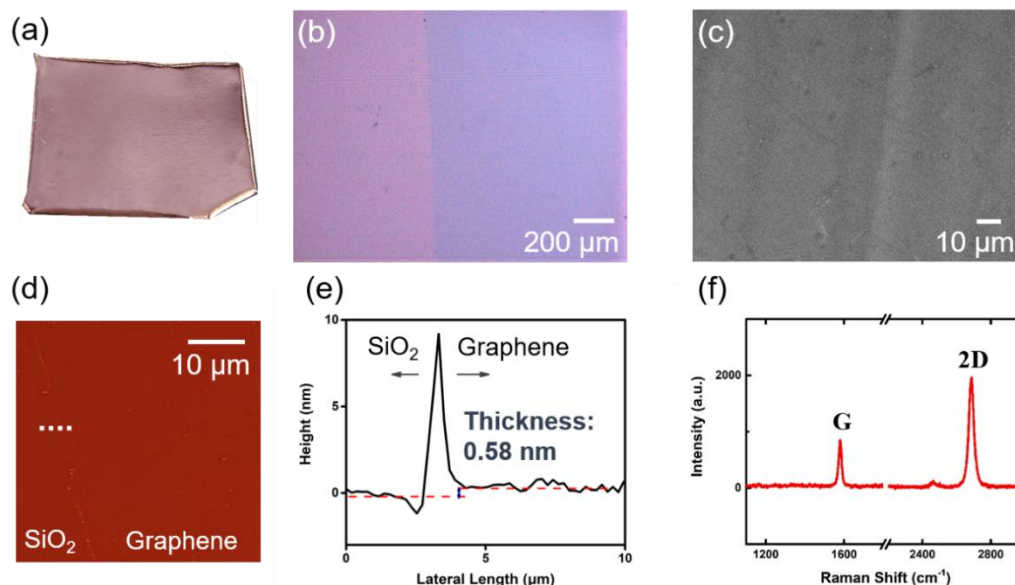 (a)
(b)
200 µm
(c)
10 µm
(d)
10 µm
SiO2
Graphene
(e)
10
5
0
Height (nm)
SiO2
Graphene
Thickness:
0.58 nm
0
5
10
Lateral Length (µm)
(f)
2000
0
Intensity (a.u.)
G
2D
1200
1600
2400
2800
Raman Shift (cm-1)